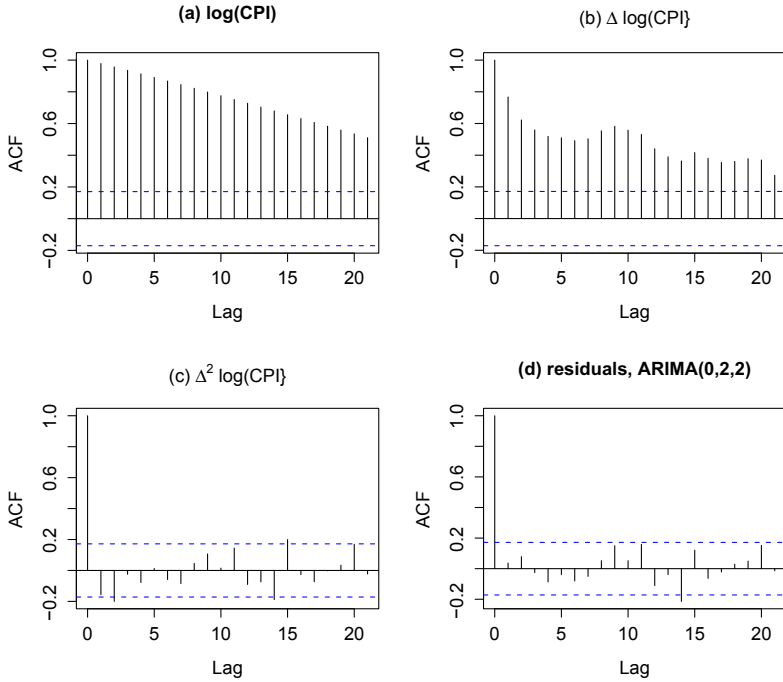 (a) log(CPI)
ACF
1.0
0.6
0.2
−0.2
0 5 10 15 20
Lag
(b) Δ log(CPI}
ACF
1.0
0.6
0.2
−0.2
0 5 10 15 20
Lag
(c) Δ² log(CPI}
ACF
1.0
0.6
0.2
−0.2
0 5 10 15 20
Lag
(d) residuals, ARIMA(0,2,2)
ACF
1.0
0.6
0.2
−0.2
0 5 10 15 20
Lag